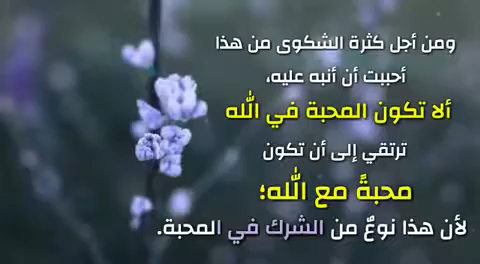 ومن أجل كثرة الشكوى من هذا
أحببت أن أنبه عليه،
ألا تكون المحبة في الله
ترتقي إلى أن تكون
محبةً مع الله؛
لأن هذا نوعٌ من الشرك في المحبة.